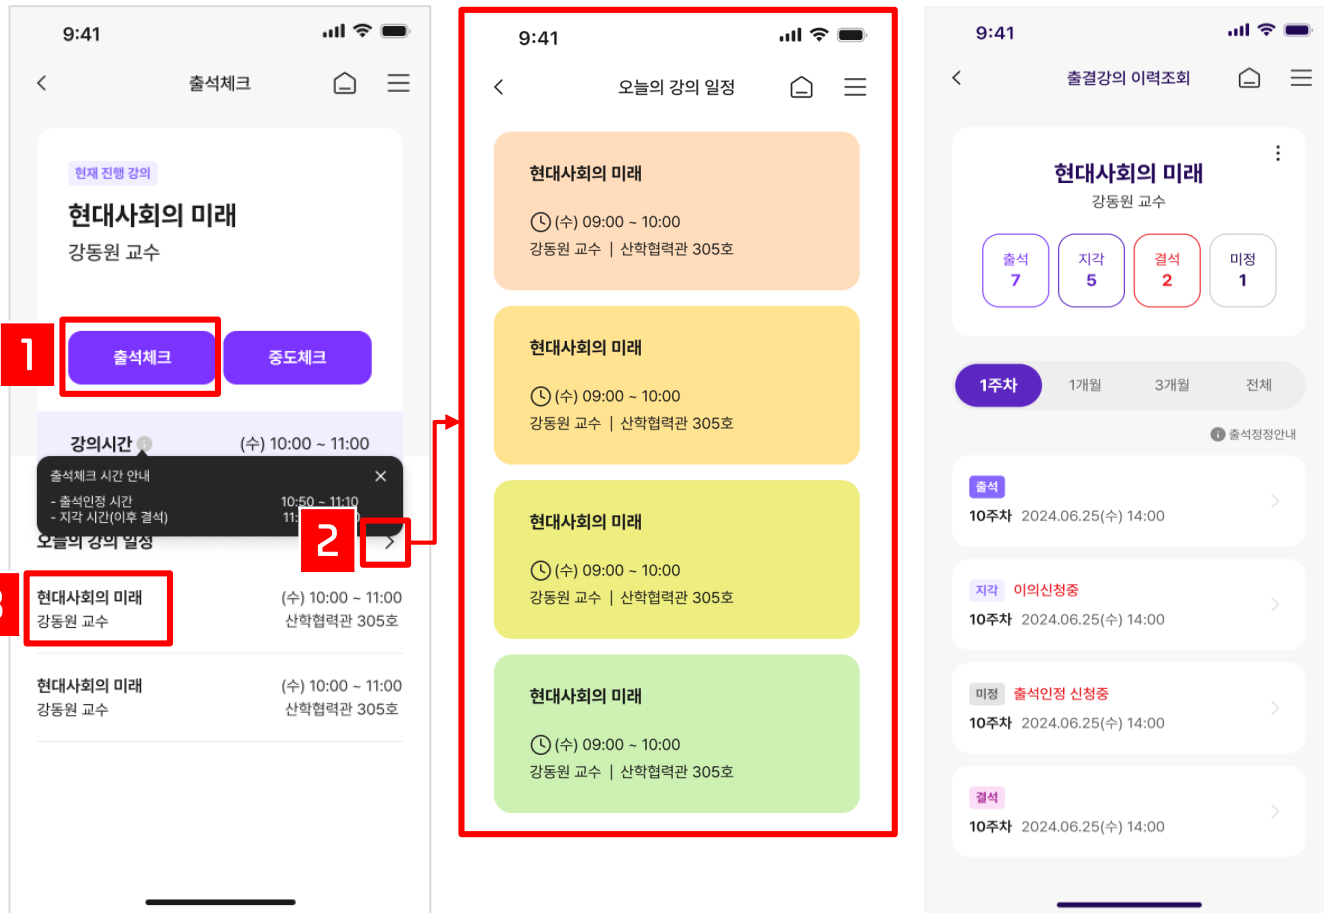 9:41
출석체크
현재 진행 강의
현대사회의 미래
강동원 교수
1
출석체크
중도체크
강의시간
(수) 10:00 ~ 11:00
출석체크 시간 안내
- 출석인정 시간 10:50 ~ 11:10
- 지각 시간(이후 결석)
2
오늘의 강의 일정
현대사회의 미래 (수) 10:00 ~ 11:00
강동원 교수 산학협력관 305호
현대사회의 미래 (수) 10:00 ~ 11:00
강동원 교수 산학협력관 305호
9:41
오늘의 강의 일정
현대사회의 미래
(수) 09:00 ~ 10:00
강동원 교수 | 산학협력관 305호
현대사회의 미래
(수) 09:00 ~ 10:00
강동원 교수 | 산학협력관 305호
현대사회의 미래
(수) 09:00 ~ 10:00
강동원 교수 | 산학협력관 305호
현대사회의 미래
(수) 09:00 ~ 10:00
강동원 교수 | 산학협력관 305호
9:41
출결강의 이력조회
현대사회의 미래
강동원 교수
출석 지각 결석 미정
7 5 2 1
1주차 1개월 3개월 전체
출석정정안내
출석
10주차 2024.06.25(수) 14:00
지각 이의신청중
10주차 2024.06.25(수) 14:00
미정 출석인정 신청중
10주차 2024.06.25(수) 14:00
결석
10주차 2024.06.25(수) 14:00